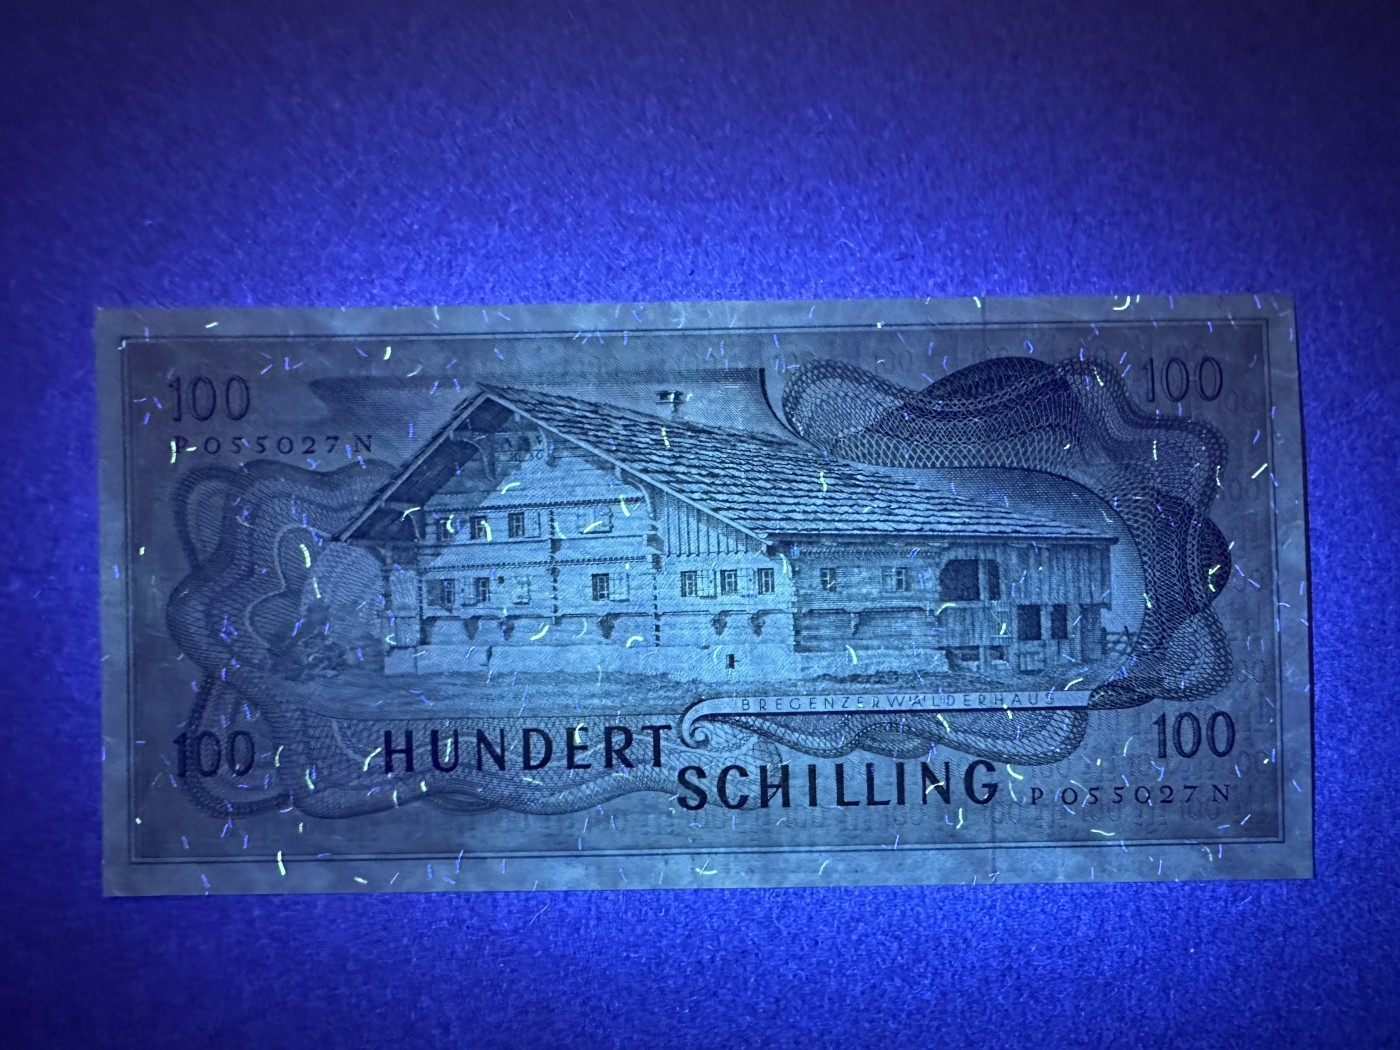 100
100
P 055027 N
BREGENZERWÄLDERHAUS
100
HUNDERT
100
SCHILLING
P 055027 N